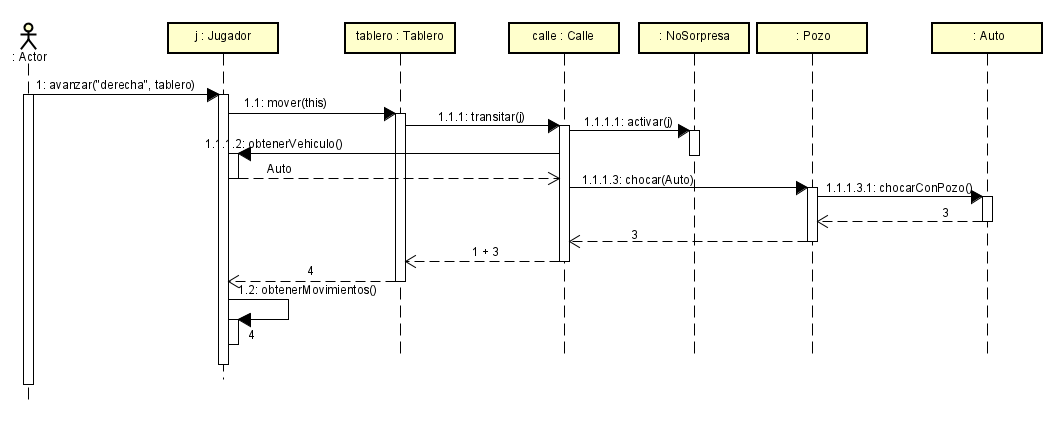 j : Jugador
tablero : Tablero
calle : Calle
: NoSorpresa
: Pozo
: Auto
: Actor
1: avanzar("derecha", tablero)
1.1: mover(this)
1.1.1: transitar(j)
1.1.1.1: activar(j)
1.1.1.2: obtenerVehiculo()
Auto
1.1.1.3: chocar(Auto)
1.1.1.3.1: chocarConPozo()
3
3
1 + 3
4
1.2: obtenerMovimientos()
4